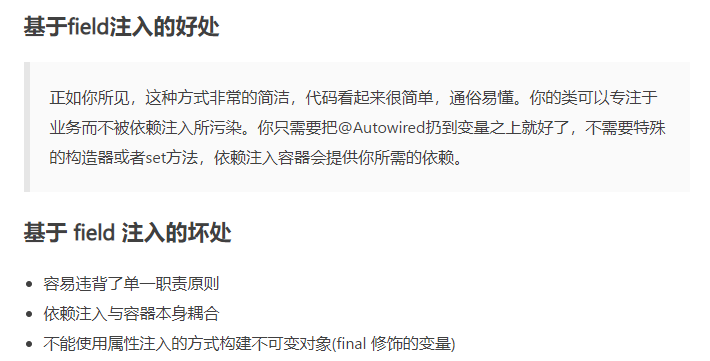 基于field注入的好处
正如你所见，这种方式非常的简洁，代码看起来很简单，通俗易懂。你的类可以专注于
业务而不被依赖注入所污染。你只需要把@Autowired扔到变量之上就好了，不需要特殊
的构造器或者set方法，依赖注入容器会提供你所需的依赖。
基于 field 注入的坏处
容易违背了单一职责原则
依赖注入与容器本身耦合
不能使用属性注入的方式构建不可变对象(final 修饰的变量)